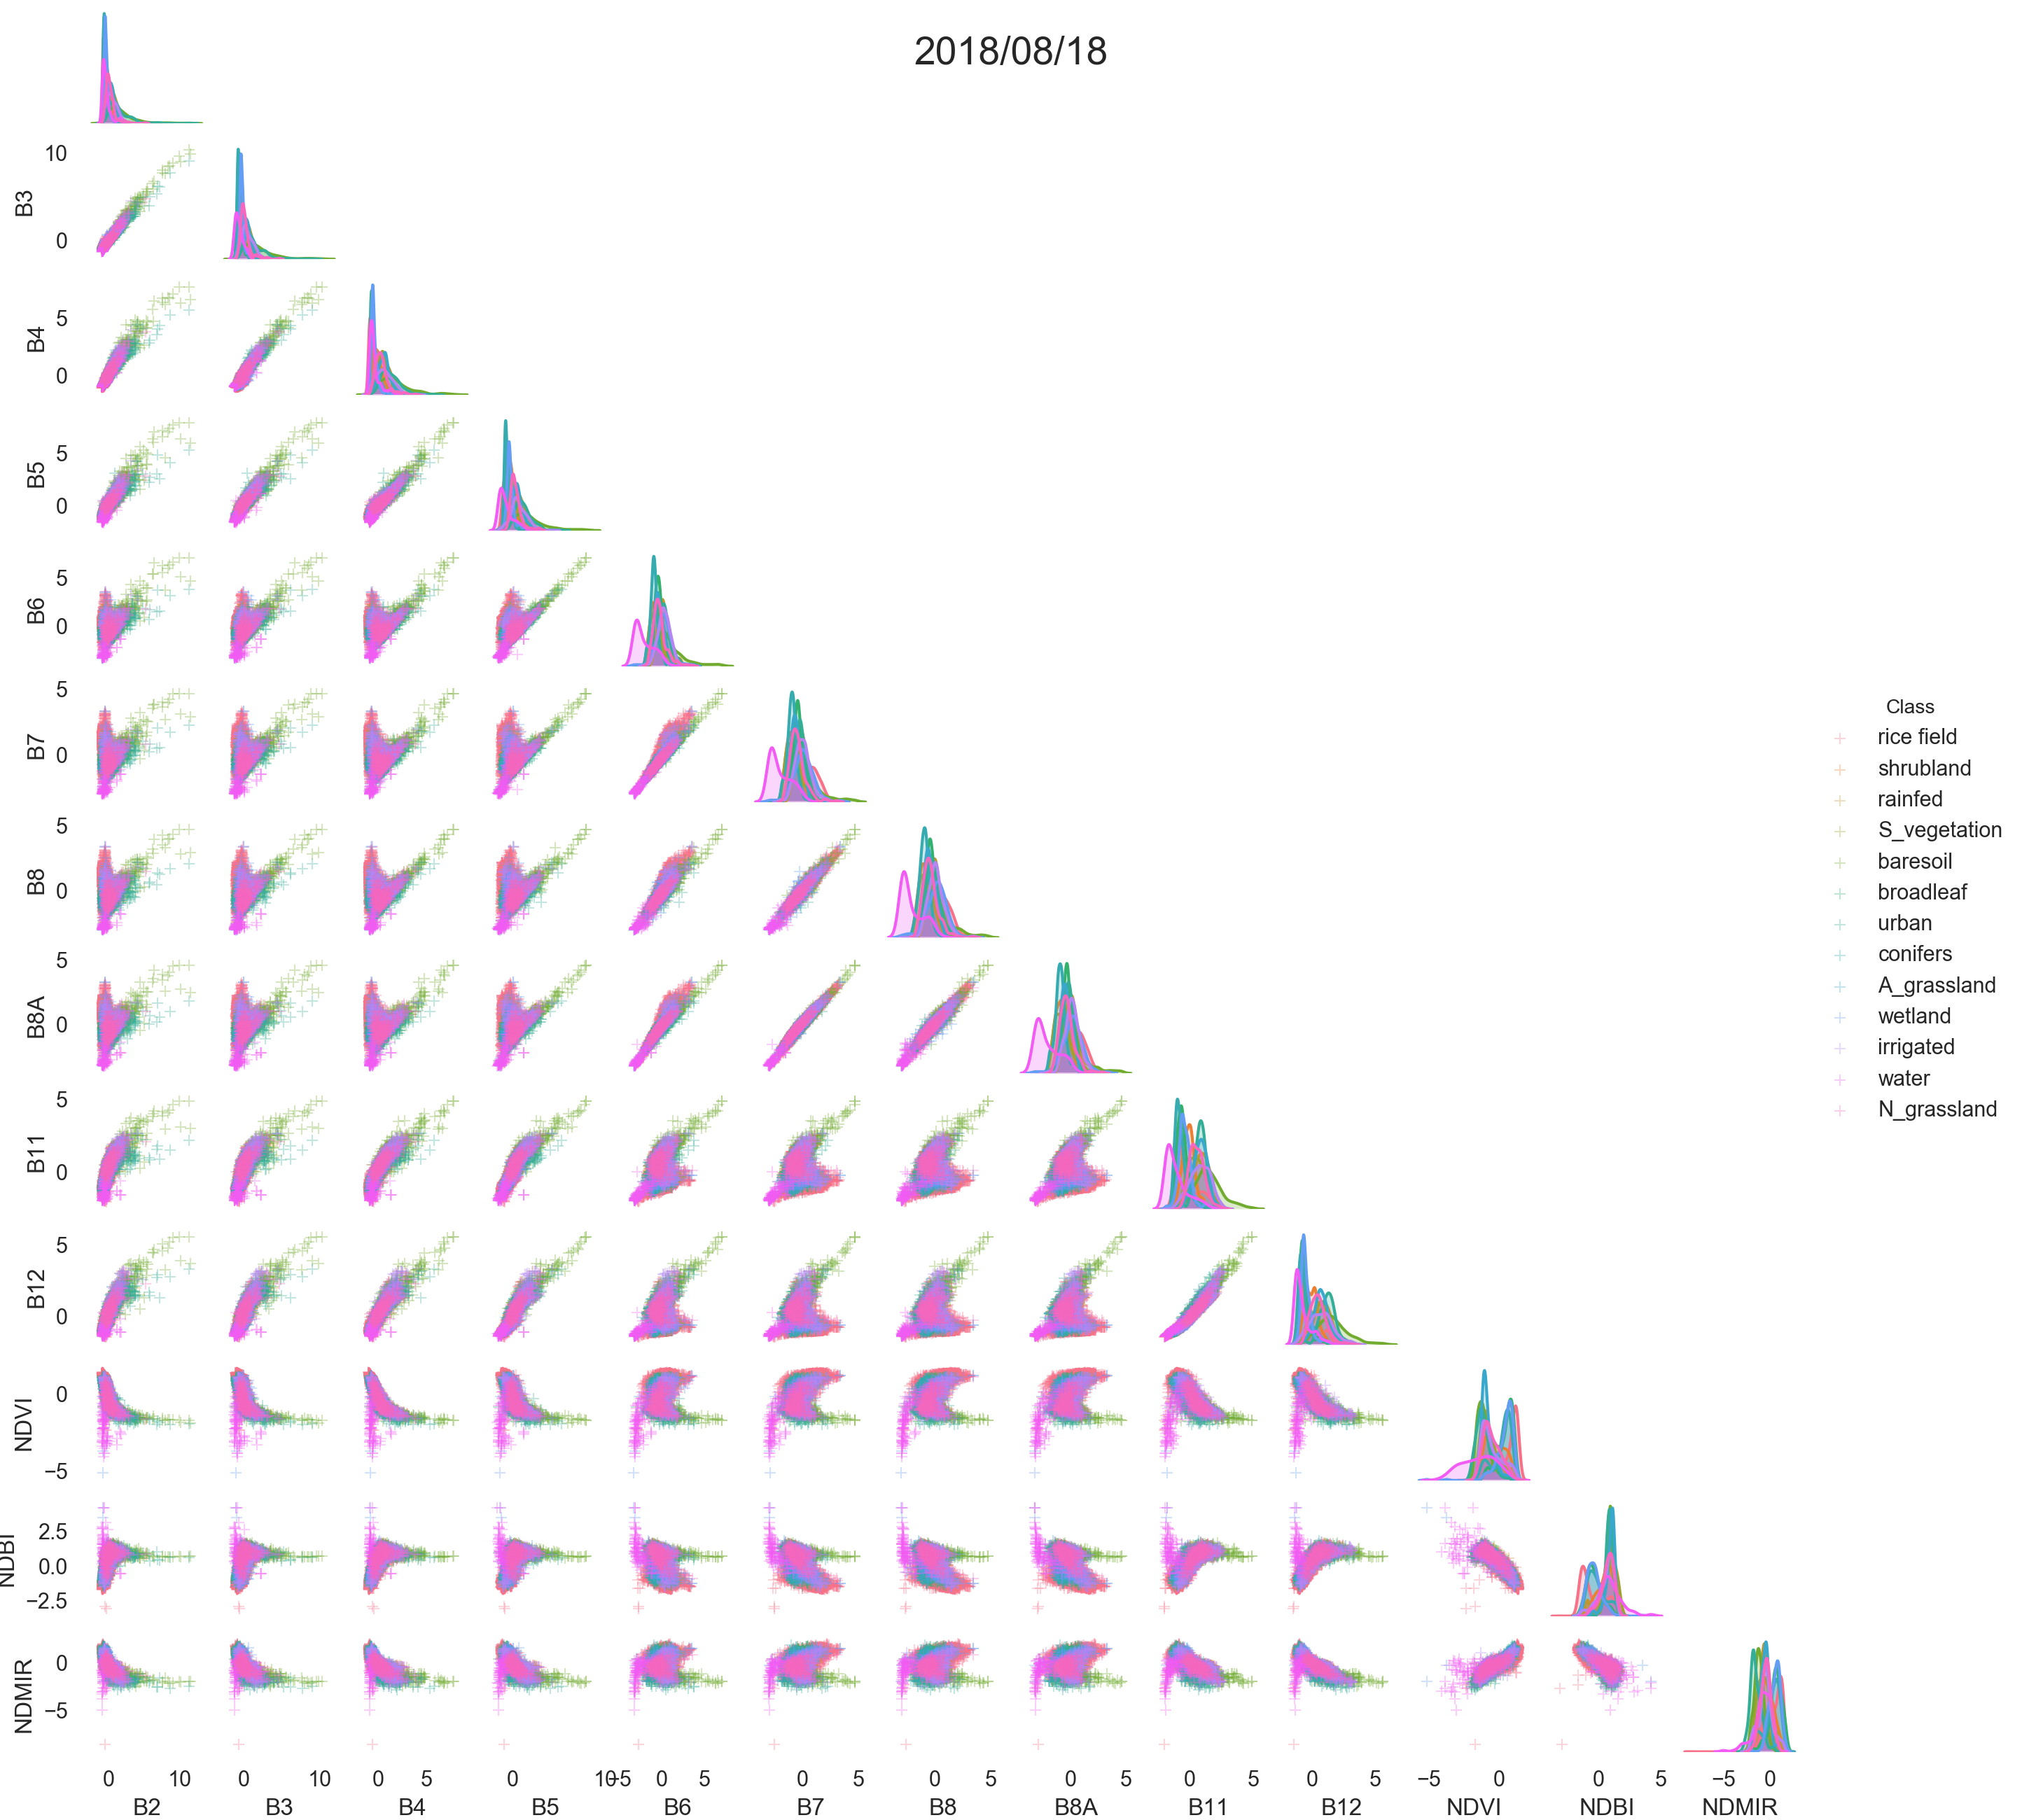 2018/08/18
10
B3
0
5
B4
0
5
B5
0
5
B6
0
5
B7
0
5
B8
0
5
B8A
0
5
B11
0
5
B12
0
0
NDVI
−5
2.5
NDBI
0.0
−2.5
0
NDMIR
−5
0 10 0 10 0 5 0 10 −5 0 5 0 5 0 5 0 5 0 5 0 5 −5 0 0 5 −5 0
B2 B3 B4 B5 B6 B7 B8 B8A B11 B12 NDVI NDBI NDMIR
Class
rice field
shrubland
rainfed
S_vegetation
baresoil
broadleaf
urban
conifers
A_grassland
wetland
irrigated
water
N_grassland